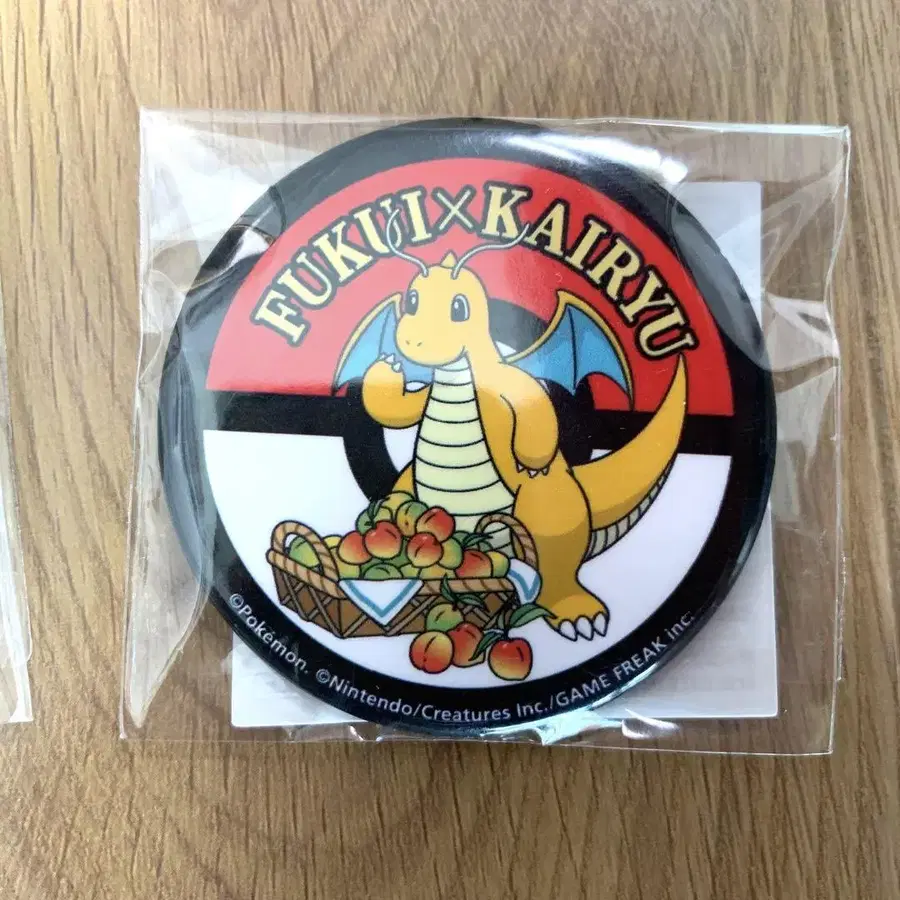 FUKUI×KAIRYU
©Pokémon. ©Nintendo/Creatures Inc./GAME FREAK inc.